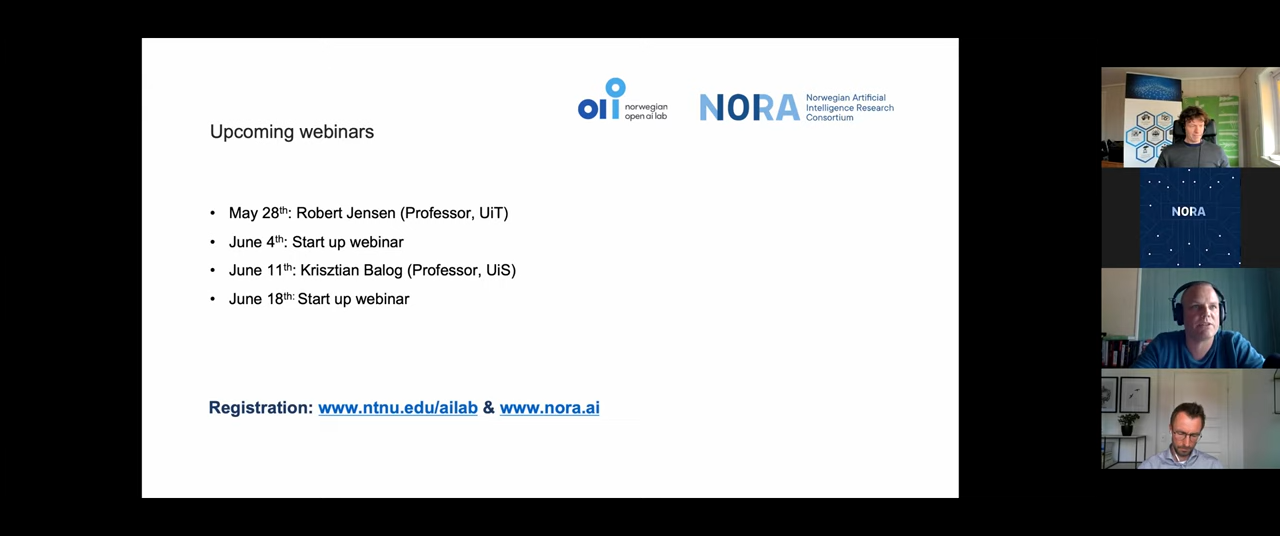 norwegian
open ai lab
NORA
Norwegian Artificial
Intelligence Research
Consortium
Upcoming webinars
• May 28th: Robert Jensen (Professor, UiT)
• June 4th: Start up webinar
• June 11th: Krisztian Balog (Professor, UiS)
• June 18th: Start up webinar
Registration: www.ntnu.edu/ailab & www.nora.ai
NORA